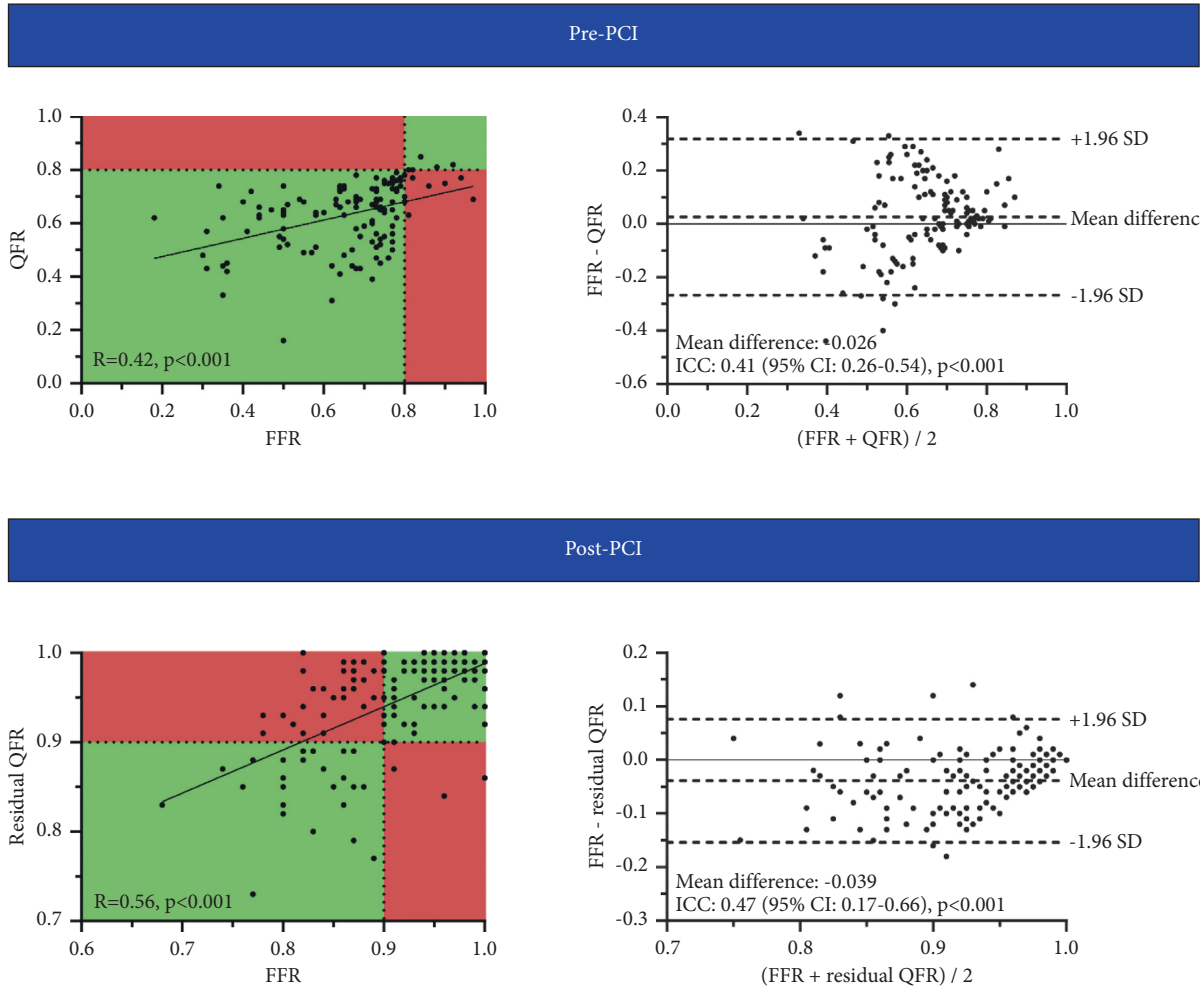 Pre-PCI
1.0
0.8
0.6
0.4
0.2
0.0
QFR
R=0.42, p<0.001
0.0 0.2 0.4 0.6 0.8 1.0
FFR
0.4
0.2
0.0
-0.2
-0.4
-0.6
FFR - QFR
+1.96 SD
Mean differenc
-1.96 SD
Mean difference: -0.026
ICC: 0.41 (95% CI: 0.26-0.54), p<0.001
0.0 0.2 0.4 0.6 0.8 1.0
(FFR + QFR) / 2
Post-PCI
1.0
0.9
0.8
0.7
Residual QFR
R=0.56, p<0.001
0.6 0.7 0.8 0.9 1.0
FFR
0.2
0.1
0.0
-0.1
-0.2
-0.3
FFR - residual QFR
+1.96 SD
Mean difference
-1.96 SD
Mean difference: -0.039
ICC: 0.47 (95% CI: 0.17-0.66), p<0.001
0.7 0.8 0.9 1.0
(FFR + residual QFR) / 2